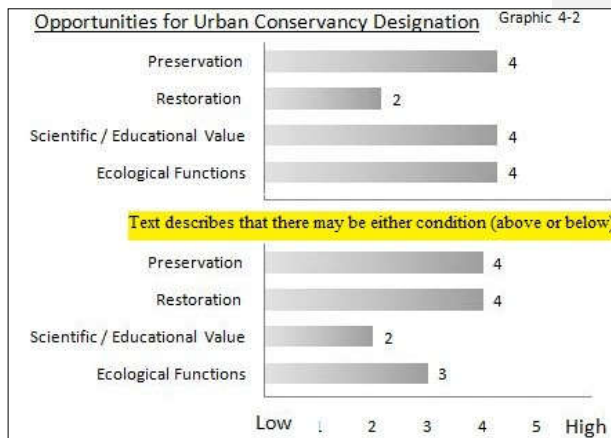 Opportunities for Urban Conservancy Designation Graphic 4-2
Preservation 4
Restoration 2
Scientific / Educational Value 4
Ecological Functions 4
Text describes that there may be either condition (above or below)
Preservation 4
Restoration 4
Scientific / Educational Value 2
Ecological Functions 3
Low 2 3 4 5 High